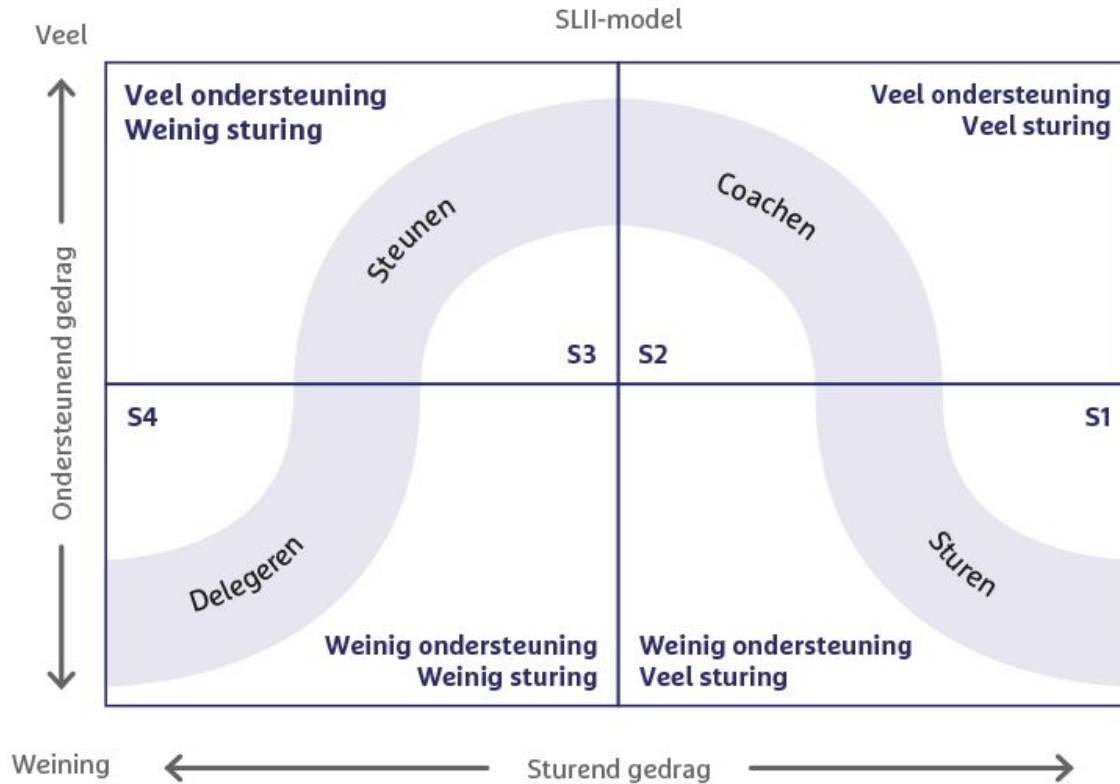 SLII-model
Veel
Veel ondersteuning
Weinig sturing
Veel ondersteuning
Veel sturing
Steunen
Coachen
S3
S2
Ondersteunend gedrag
S4
S1
Delegeren
Sturen
Weinig ondersteuning
Weinig sturing
Weinig ondersteuning
Veel sturing
Weining
Sturend gedrag